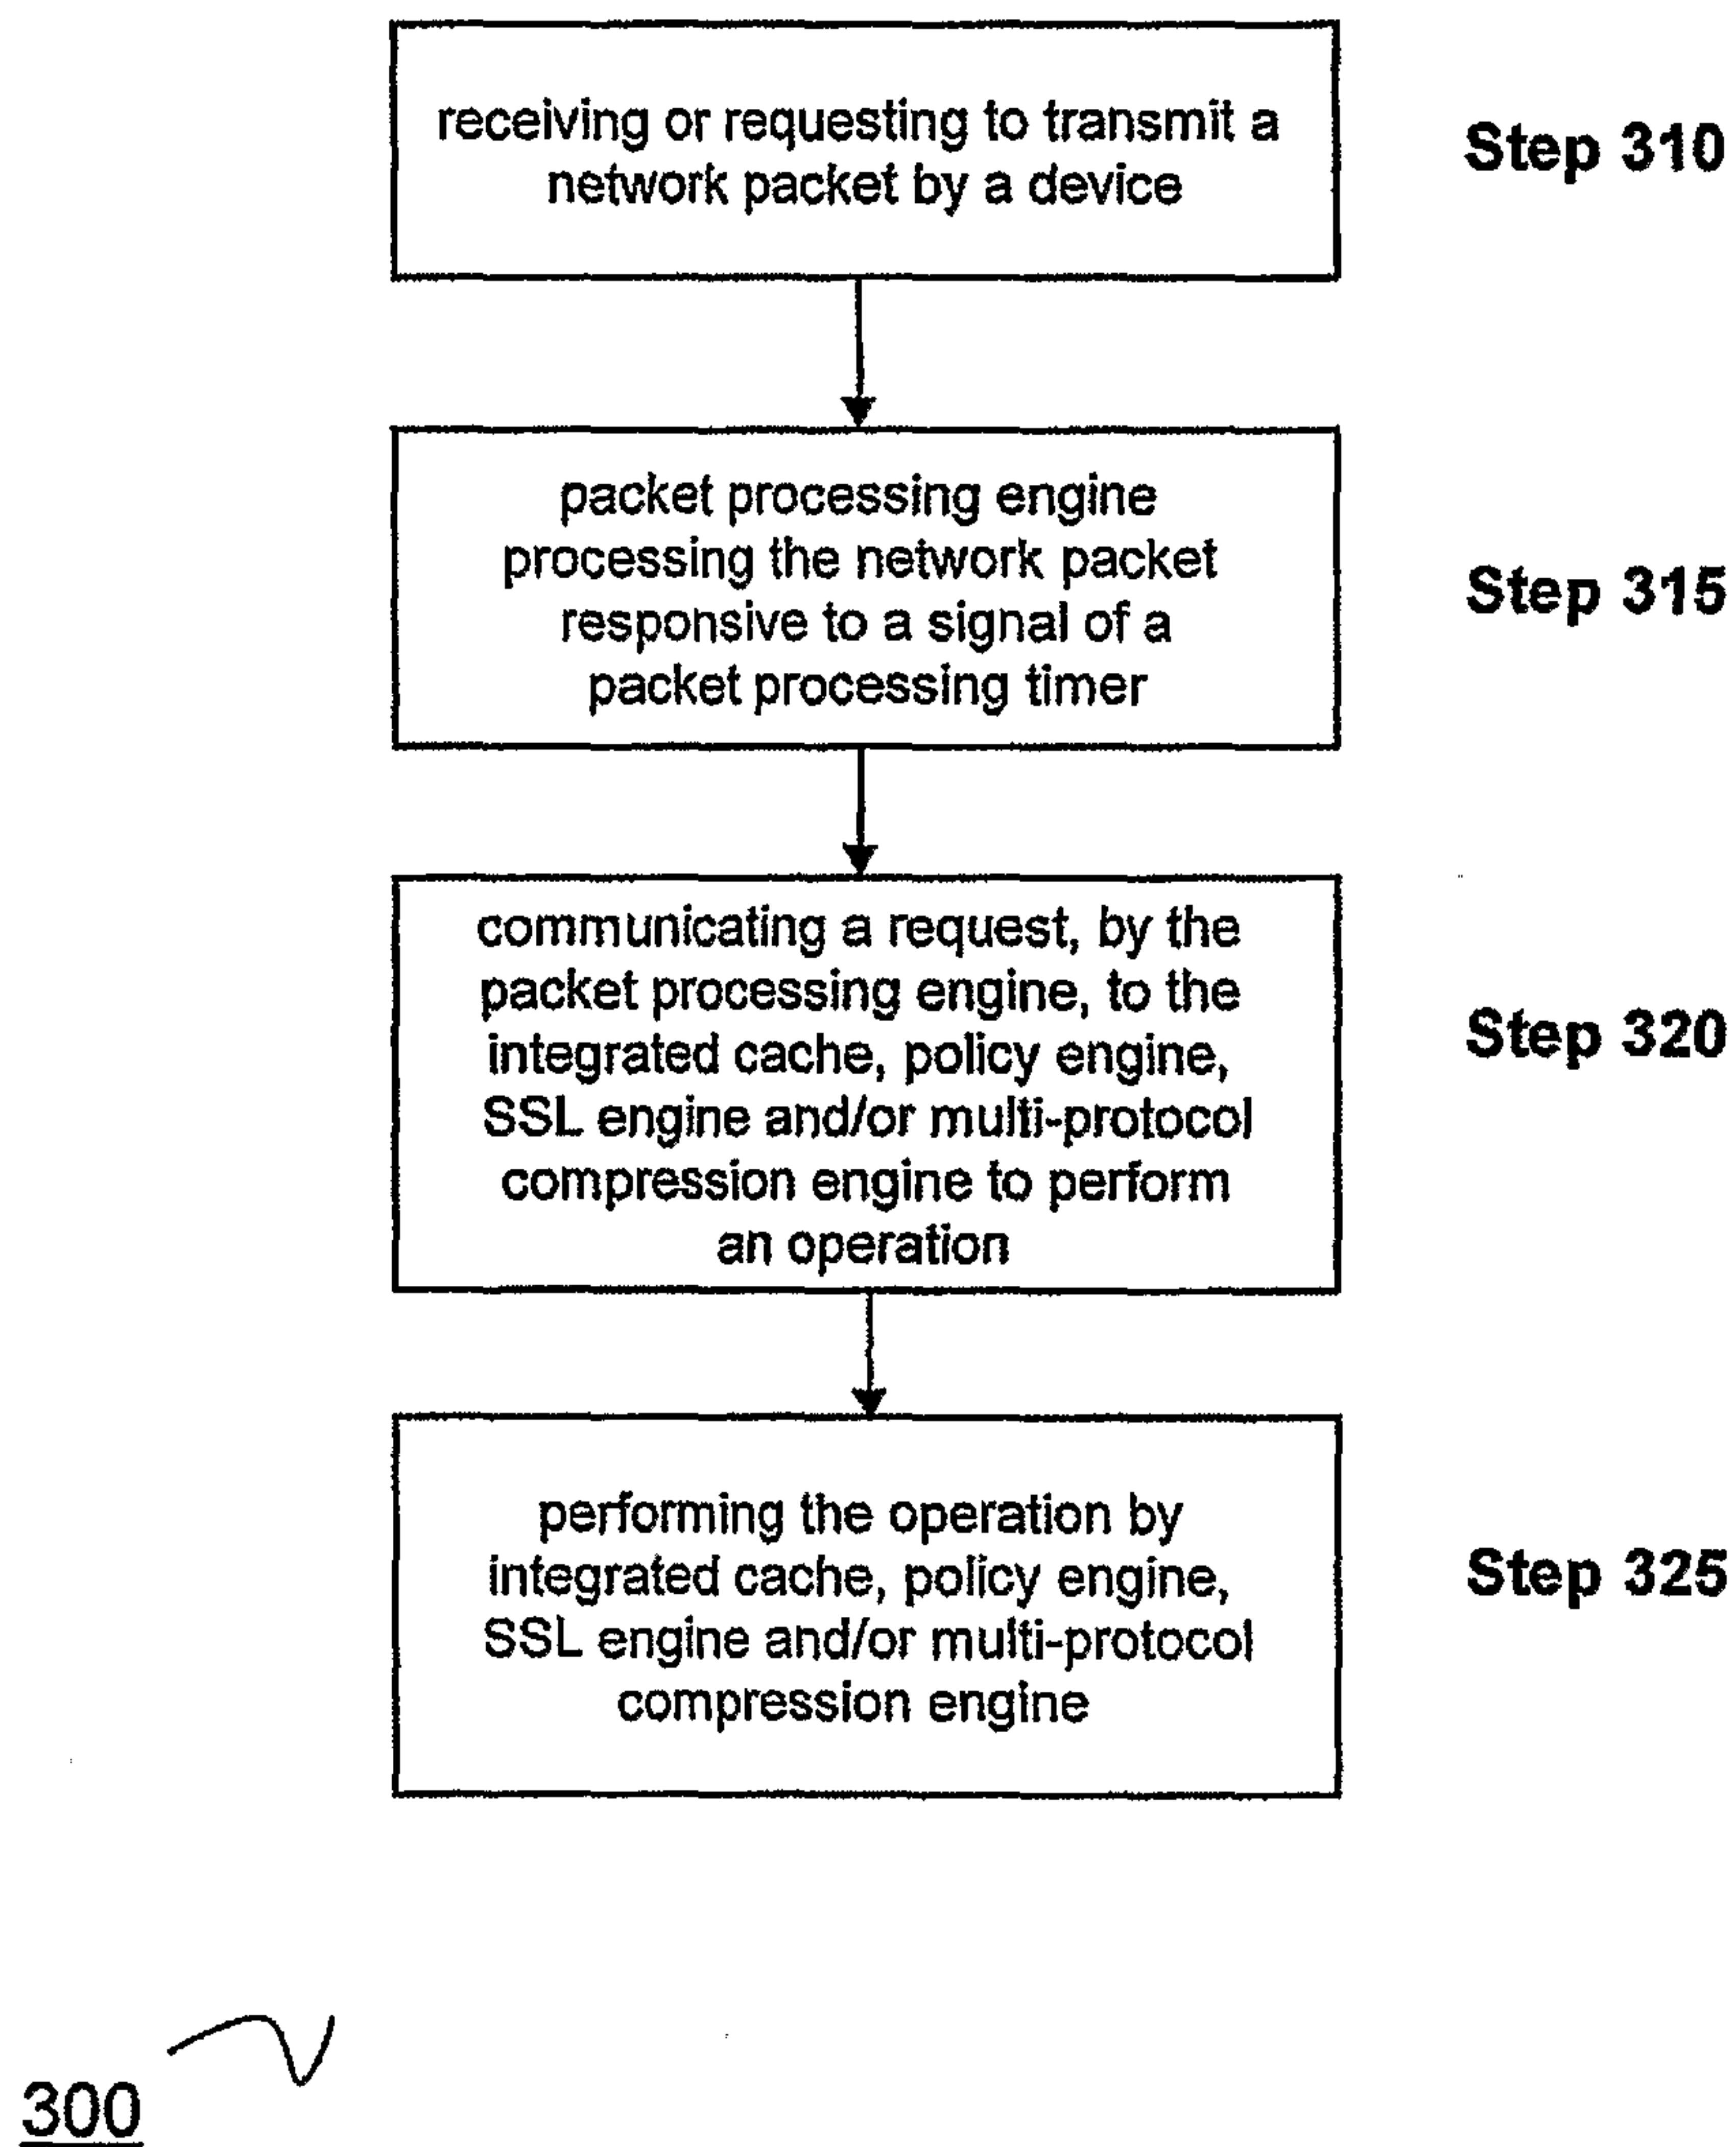 receiving or requesting to transmit a
network packet by a device
Step 310
packet processing engine
processing the network packet
responsive to a signal of a
packet processing timer
Step 315
communicating a request, by the
packet processing engine, to the
integrated cache, policy engine,
SSL engine and/or multi-protocol
compression engine to perform
an operation
Step 320
performing the operation by
integrated cache, policy engine,
SSL engine and/or multi-protocol
compression engine
Step 325
300